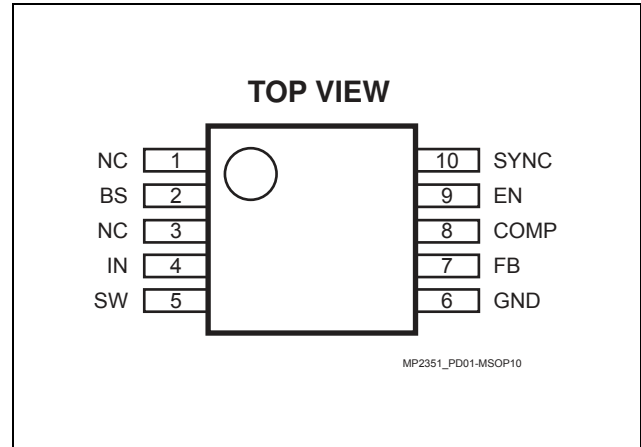 TOP VIEW
NC 1 10 SYNC
BS 2 9 EN
NC 3 8 COMP
IN 4 7 FB
SW 5 6 GND
MP2351_PD01-MSOP10